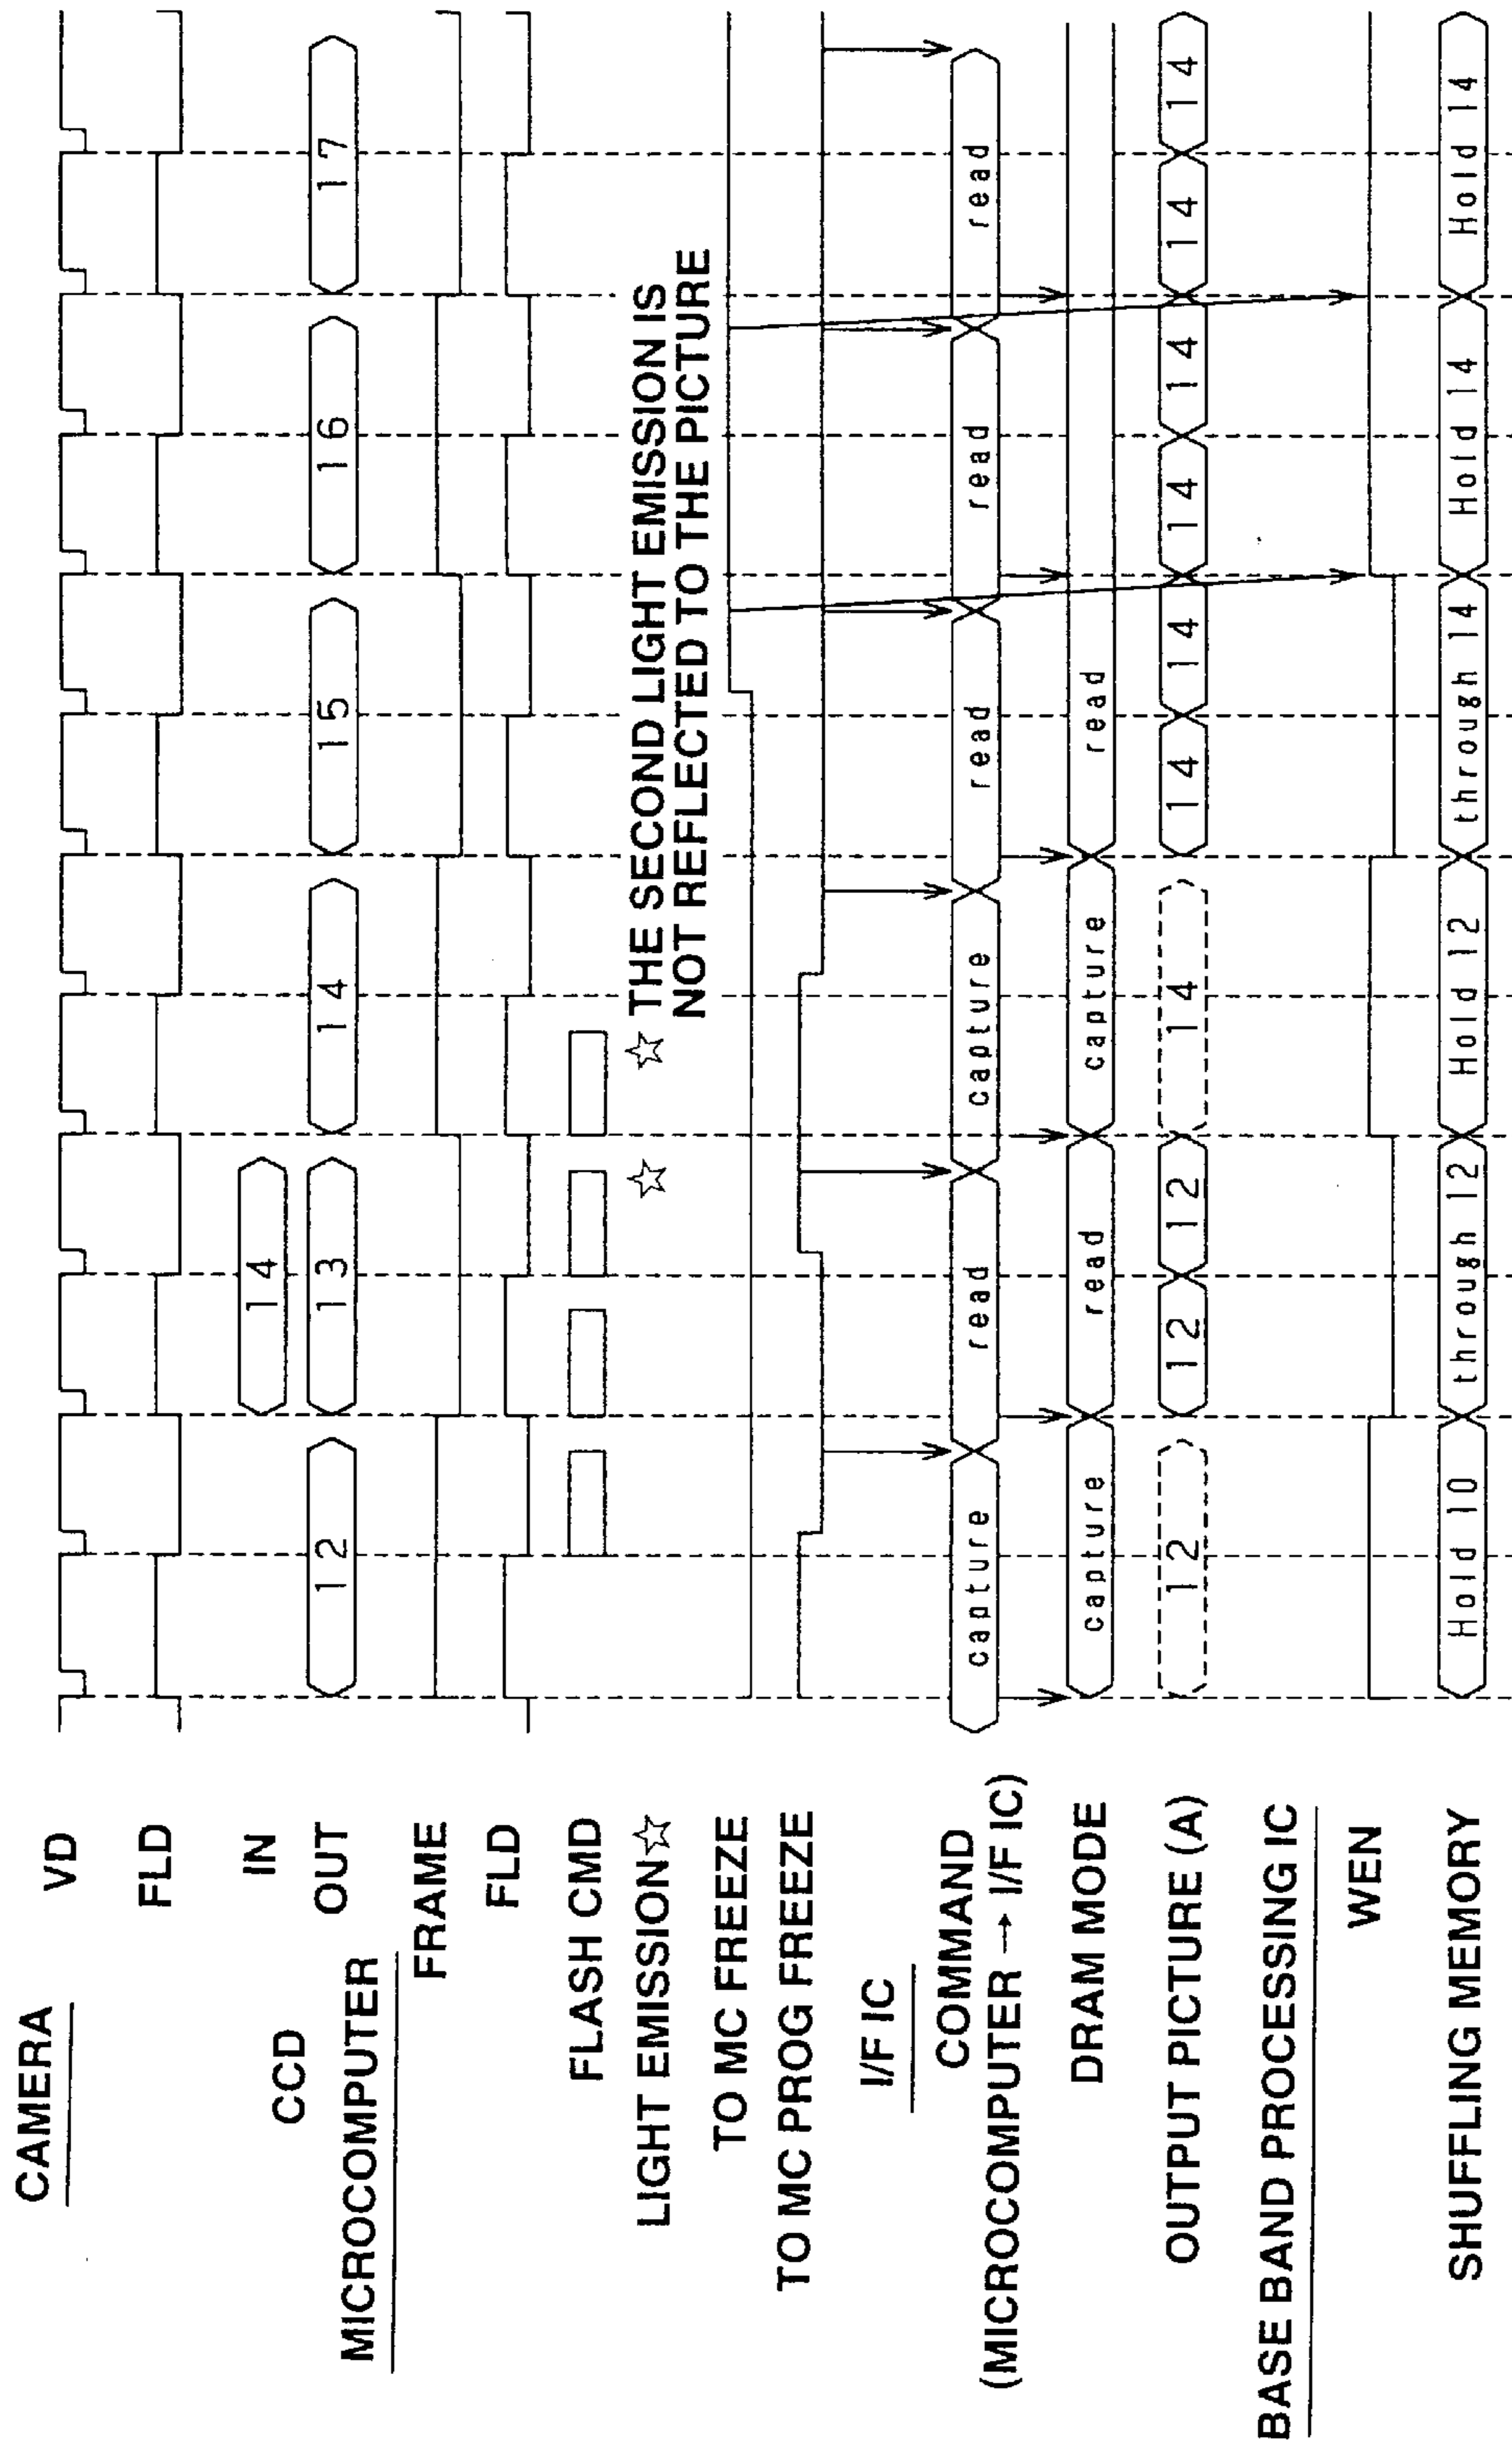 CAMERA
VD
FLD
CCD
IN
14
OUT
12 13 14 15 16 17
MICROCOMPUTER
FRAME
FLD
FLASH CMD
LIGHT EMISSION☆
☆ ☆ THE SECOND LIGHT EMISSION IS
NOT REFLECTED TO THE PICTURE
TO MC FREEZE
TO MC PROG FREEZE
I/F IC
COMMAND
(MICROCOMPUTER → I/F IC)
capture read capture read read read
DRAM MODE
capture read capture read
OUTPUT PICTURE (A)
12 12 12 14 14 14 14 14 14 14
BASE BAND PROCESSING IC
WEN
SHUFFLING MEMORY
Hold 10 through 12 Hold 12 through 14 Hold 14 Hold 14